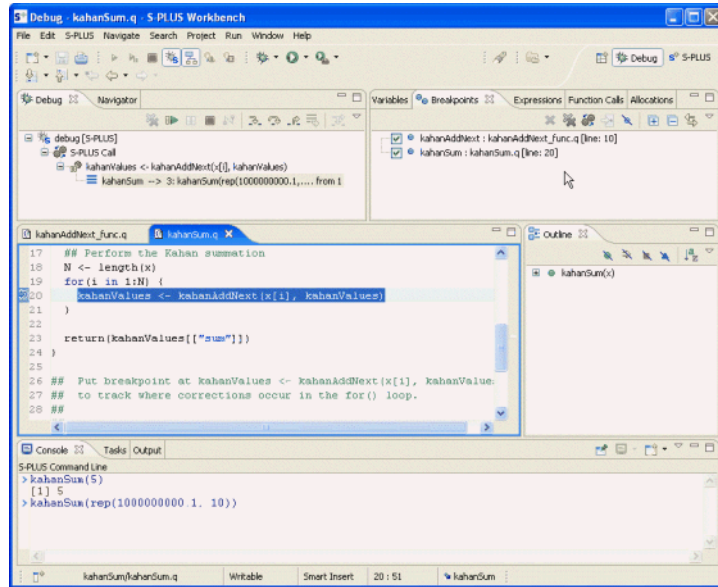 Debug - kahanSum.q - S-PLUS Workbench
File Edit S-PLUS Navigate Search Project Run Window Help
Debug S-PLUS
Debug Navigator
debug [S-PLUS]
S-PLUS Call
kahanValues <- kahanAddNext(x[i], kahanValues)
kahanSum --> 3: kahanSum(rep(1000000000.1,.... from 1
Variables Breakpoints Expressions Function Calls Allocations
kahanAddNext : kahanAddNext_func.q [line: 10]
kahanSum : kahanSum.q [line: 20]
kahanAddNext_func.q kahanSum.q
17 ## Perform the Kahan summation
18 N <- length(x)
19 for(i in 1:N) {
20 kahanValues <- kahanAddNext(x[i], kahanValues)
21 }
22
23 return(kahanValues[["sum"]])
24 }
25
26 ## Put breakpoint at kahanValues <- kahanAddNext(x[i], kahanValue
27 ## to track where corrections occur in the for() loop.
28 ##
Outline
kahanSum(x)
Console Tasks Output
S-PLUS Command Line
> kahanSum(5)
[1] 5
> kahanSum(rep(1000000000.1, 10))
kahanSum/kahanSum.q Writable Smart Insert 20 : 51 kahanSum